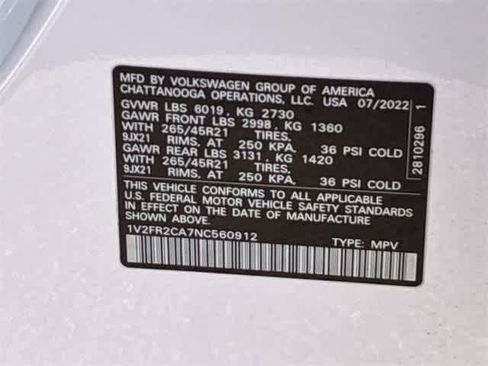 MFD BY VOLKSWAGEN GROUP OF AMERICA
CHATTANOOGA OPERATIONS, LLC. USA 07/2022
GVWR LBS 6019, KG 2730
GAWR FRONT LBS 2998, KG 1360
WITH 265/45R21 TIRES,
9JX21 RIMS, AT 250 KPA, 36 PSI COLD
GAWR REAR LBS 3131, KG 1420
WITH 265/45R21 TIRES,
9JX21 RIMS, AT 250 KPA, 36 PSI COLD
THIS VEHICLE CONFORMS TO ALL APPLICABLE
U.S. FEDERAL MOTOR VEHICLE SAFETY STANDARDS
IN EFFECT ON THE DATE OF MANUFACTURE
SHOWN ABOVE.
1V2FR2CA7NC560912 TYPE: MPV
2810296 1